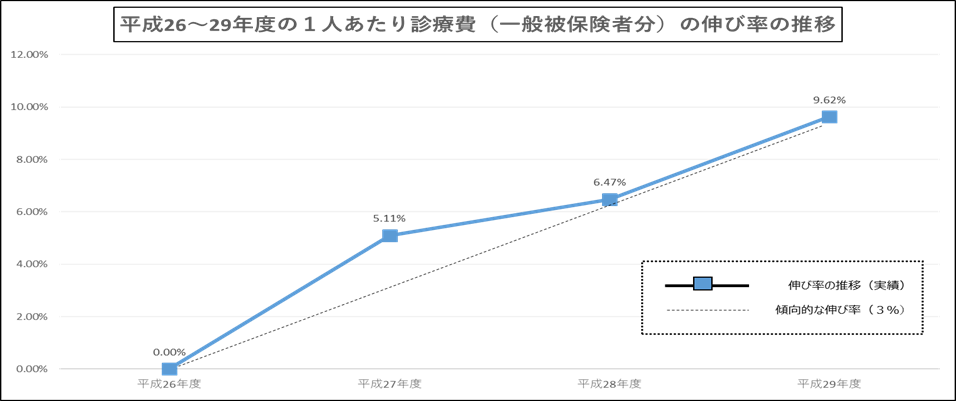 平成26～29年度の１人あたり診療費（一般被保険者分）の伸び率の推移
12.00%
10.00%
8.00%
6.00%
4.00%
2.00%
0.00%
0.00%
5.11%
6.47%
9.62%
伸び率の推移（実績）
傾向的な伸び率（３％）
平成26年度
平成27年度
平成28年度
平成29年度